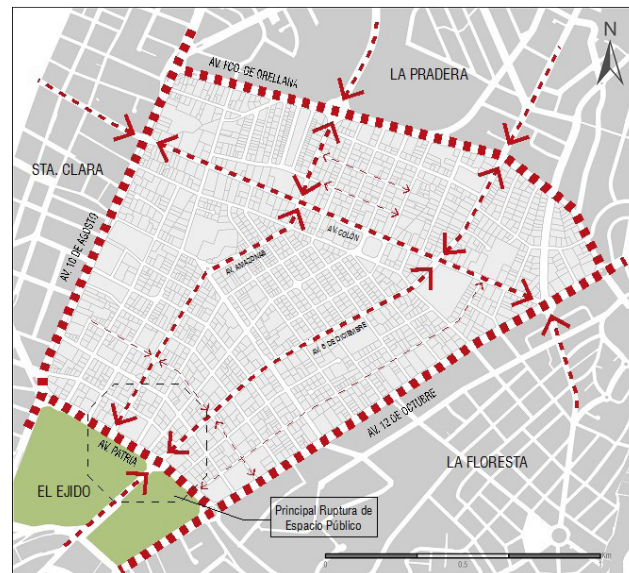 N
AV. FCO. DE ORELLANA
LA PRADERA
STA. CLARA
AV. 10 DE AGOSTO
AV. COLÓN
AV. AMAZONAS
AV. 6 DE DICIEMBRE
AV. 12 DE OCTUBRE
AV. PATRIA
LA FLORESTA
EL EJIDO
Principal Ruptura de
Espacio Público
Km
0 0.5 1